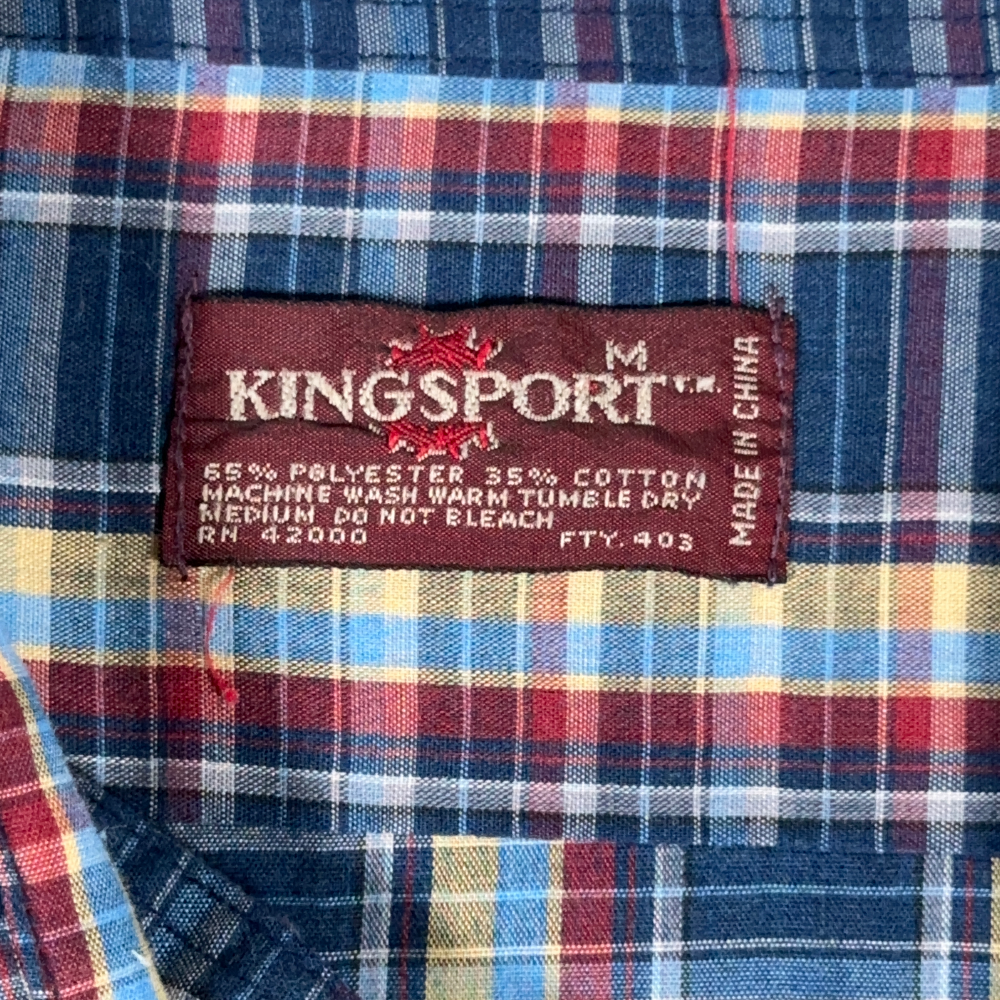 M
KINGSPORT™
65% POLYESTER 35% COTTON
MACHINE WASH WARM TUMBLE DRY
MEDIUM DO NOT BLEACH
RN 42000 FTY. 403
MADE IN CHINA